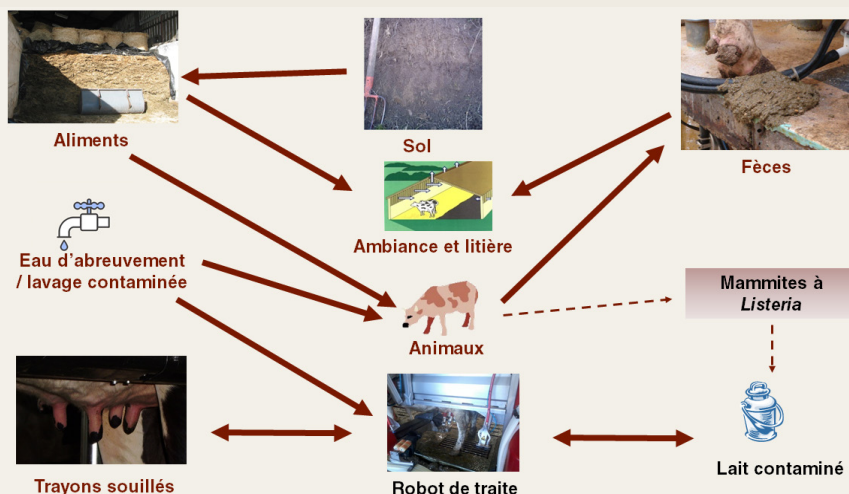 Aliments
Sol
Fèces
Ambiance et litière
Eau d'abreuvement
/ lavage contaminée
Mammites à
Listeria
Animaux
Trayons souillés
Robot de traite
Lait contaminé